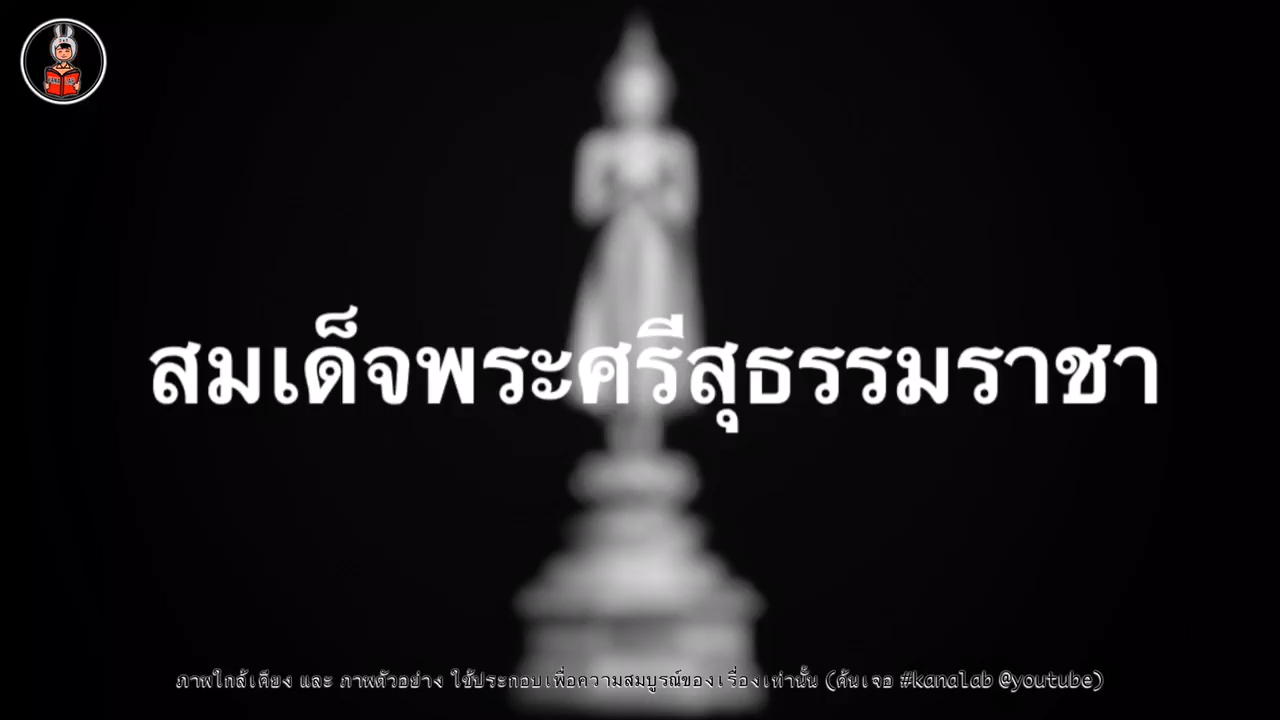 สมเด็จพระศรีสุธรรมราชา
ภาพใกล้เคียง และ ภาพตัวอย่าง ใช้ประกอบเพื่อความสมบูรณ์ของเรื่องเท่านั้น (ค้นเจอ #kanalab @youtube)